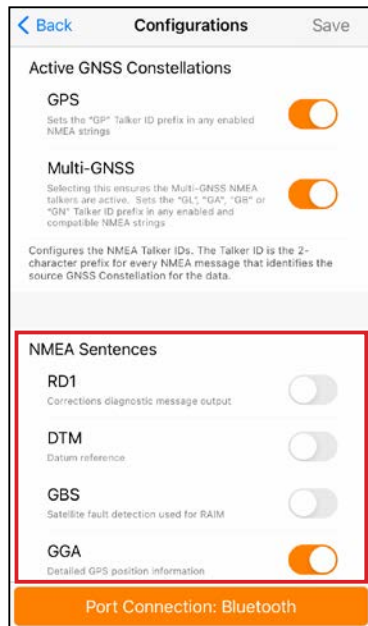 Back
Configurations
Save
Active GNSS Constellations
GPS
Sets the "GP" Talker ID prefix in any enabled
NMEA strings
Multi-GNSS
Selecting this ensures the Multi-GNSS NMEA
talkers are active. Sets the "GL", "GA", "GB" or
"GN" Talker ID prefix in any enabled and
compatible NMEA strings
Configures the NMEA Talker IDs. The Talker ID is the 2-
character prefix for every NMEA message that identifies the
source GNSS Constellation for the data.
NMEA Sentences
RD1
Corrections diagnostic message output
DTM
Datum reference
GBS
Satellite fault detection used for RAIM
GGA
Detailed GPS position information
Port Connection: Bluetooth